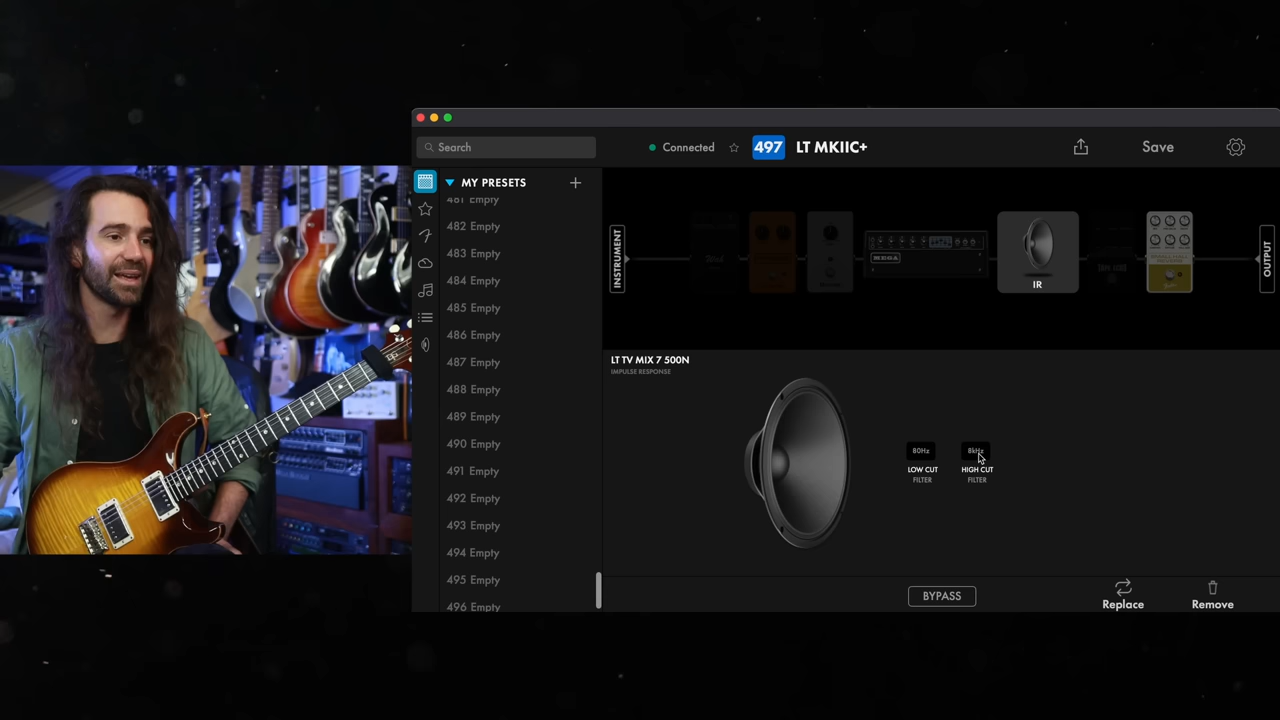 Search
Connected
497
LT MKIIC+
Save
MY PRESETS
481 Empty
482 Empty
483 Empty
484 Empty
485 Empty
486 Empty
487 Empty
488 Empty
489 Empty
490 Empty
491 Empty
492 Empty
493 Empty
494 Empty
495 Empty
496 Empty
INSTRUMENT
IR
OUTPUT
LT TV MIX 7 500N
IMPULSE RESPONSE
80Hz
8kHz
LOW CUT
HIGH CUT
FILTER
FILTER
BYPASS
Replace
Remove